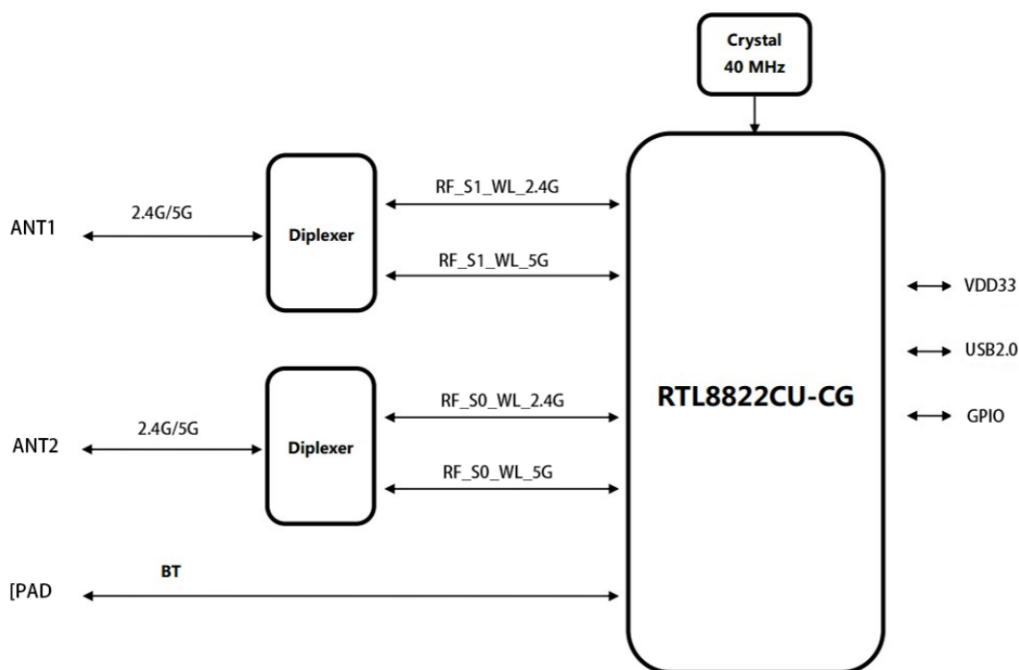 Crystal
40 MHz
RF_S1_WL_2.4G
2.4G/5G
ANT1
Diplexer
RF_S1_WL_5G
VDD33
USB2.0
RTL8822CU-CG
RF_S0_WL_2.4G
GPIO
2.4G/5G
ANT2
Diplexer
RF_S0_WL_5G
BT
[PAD